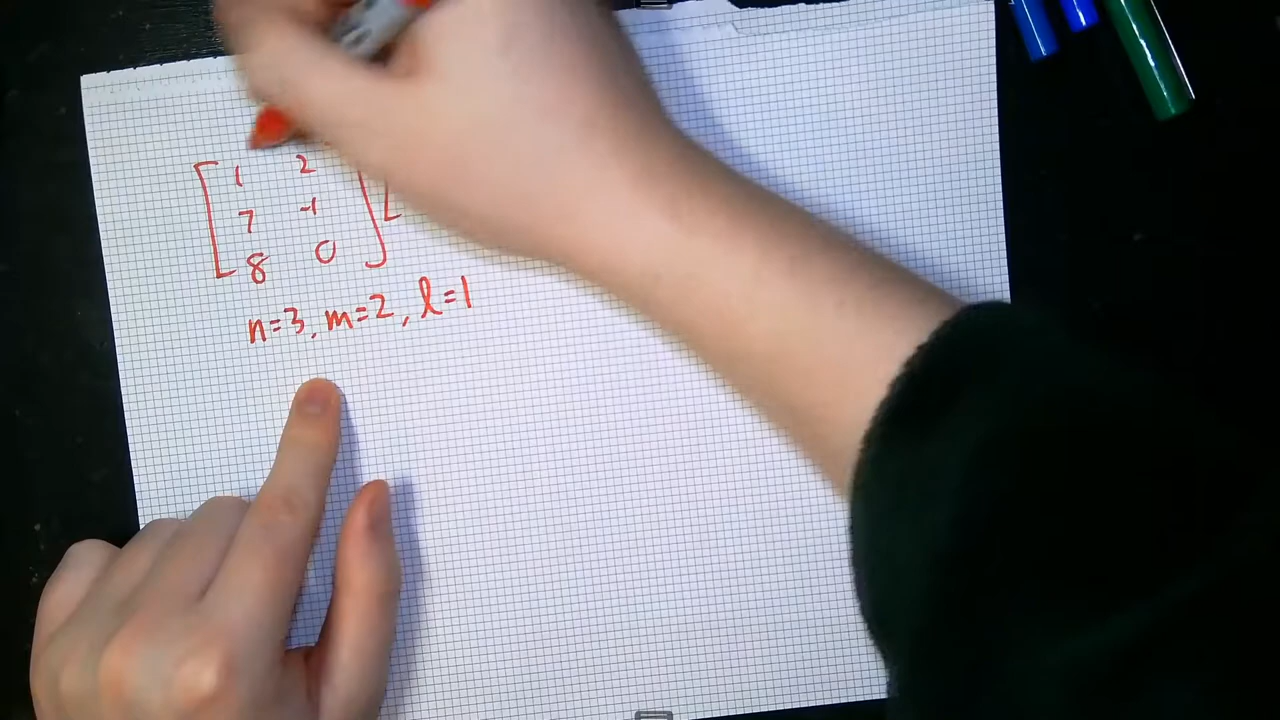 [1 2] [
7 -1
8 0
n=3, m=2, l=1